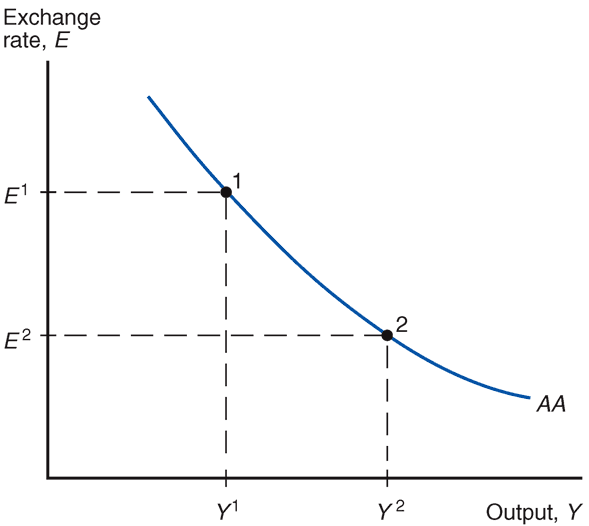 Exchange
rate, E
1
E¹
2
E²
AA
Y¹ Y² Output, Y